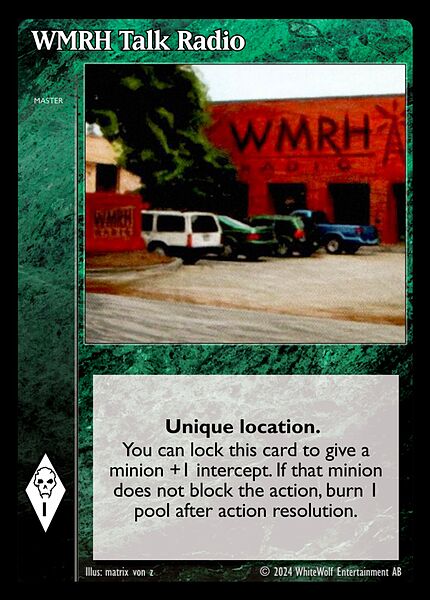 WMRH Talk Radio
MASTER
WMRH
RADIO
WMRH
RADIO
Unique location.
You can lock this card to give a
minion +1 intercept. If that minion
does not block the action, burn 1
pool after action resolution.
1
Illus: matrix von z © 2024 WhiteWolf Entertainment AB